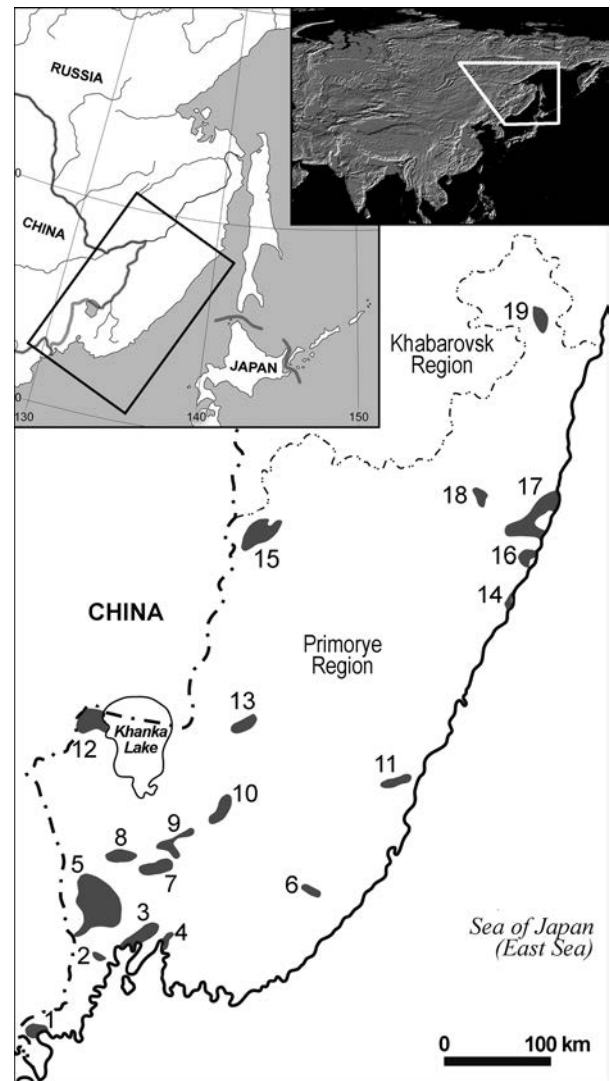 RUSSIA
CHINA
JAPAN
0
0
130
140
150
19
Khabarovsk
Region
18
17
15
16
14
CHINA
Primorye
Region
Khanka
Lake
12
13
11
10
9
8
7
5
6
3
4
2
1
Sea of Japan
(East Sea)
0 100 km